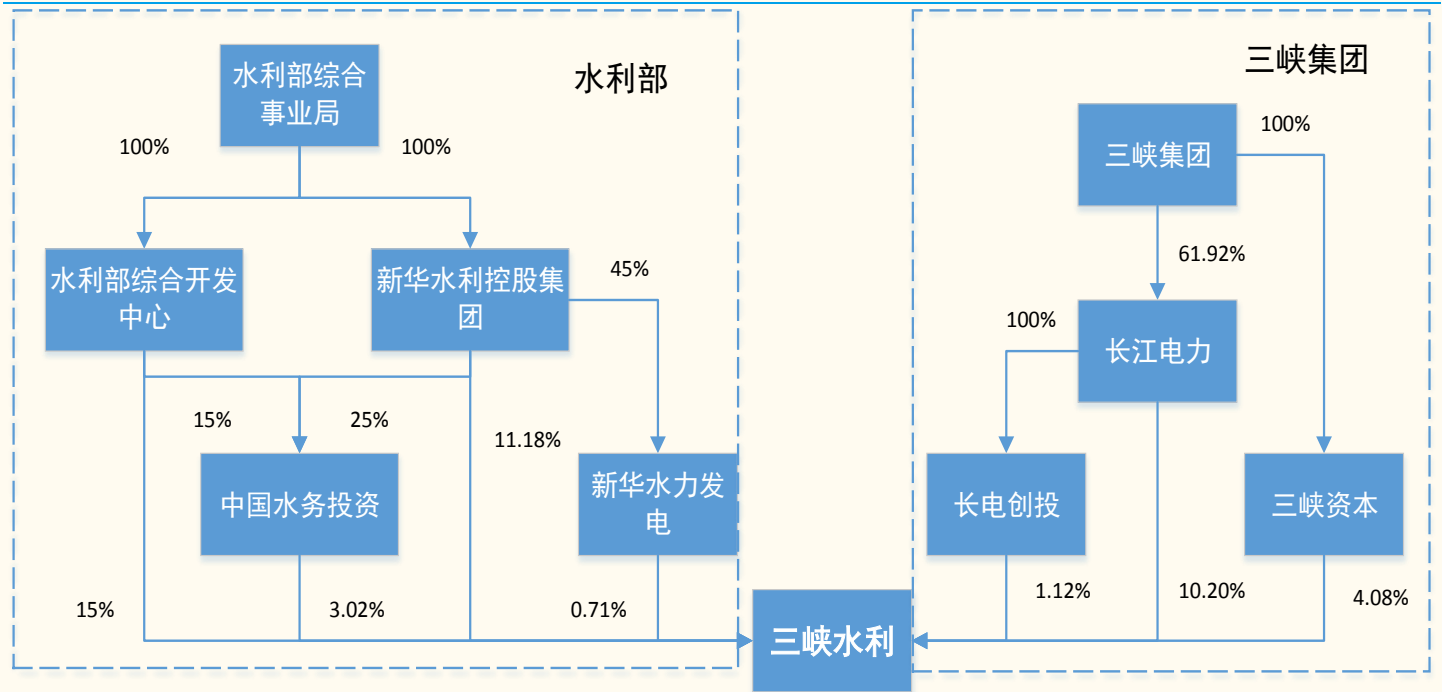 水利部
三峡集团
水利部综合
事业局
100%
100%
水利部综合开发
中心
新华水利控股集
团
45%
15%
25%
11.18%
中国水务投资
新华水力发
电
15%
3.02%
0.71%
三峡集团
100%
61.92%
长江电力
100%
长电创投
三峡资本
1.12%
10.20%
4.08%
三峡水利